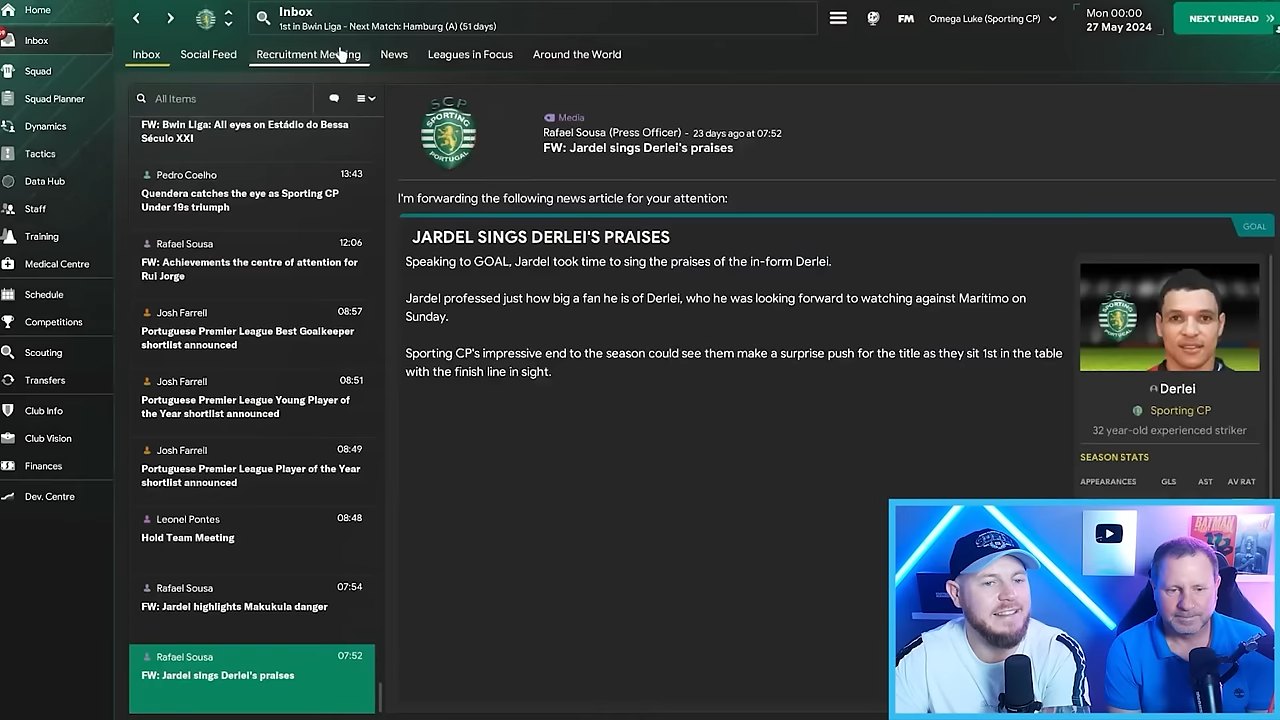 Home
Inbox
Squad
Squad Planner
Dynamics
Tactics
Data Hub
Staff
Training
Medical Centre
Schedule
Competitions
Scouting
Transfers
Club Info
Club Vision
Finances
Dev. Centre
Inbox
1st in Bwin Liga - Next Match: Hamburg (A) (51 days)
FM
Omega Luke (Sporting CP)
Mon 00:00
27 May 2024
NEXT UNREAD
Inbox
Social Feed
Recruitment Meeting
News
Leagues in Focus
Around the World
All Items
FW: Bwin Liga: All eyes on Estádio do Bessa
Século XXI
Pedro Coelho 13:43
Quendera catches the eye as Sporting CP
Under 19s triumph
Rafael Sousa 12:06
FW: Achievements the centre of attention for
Rui Jorge
Josh Farrell 08:57
Portuguese Premier League Best Goalkeeper
shortlist announced
Josh Farrell 08:51
Portuguese Premier League Young Player of
the Year shortlist announced
Josh Farrell 08:49
Portuguese Premier League Player of the Year
shortlist announced
Leonel Pontes 08:48
Hold Team Meeting
Rafael Sousa 07:54
FW: Jardel highlights Makukula danger
Rafael Sousa 07:52
FW: Jardel sings Derlei's praises
SCP
SPORTING
PORTUGAL
Media
Rafael Sousa (Press Officer) - 23 days ago at 07:52
FW: Jardel sings Derlei's praises
I'm forwarding the following news article for your attention:
GOAL
JARDEL SINGS DERLEI'S PRAISES
Speaking to GOAL, Jardel took time to sing the praises of the in-form Derlei.
Jardel professed just how big a fan he is of Derlei, who he was looking forward to watching against Marítimo on
Sunday.
Sporting CP's impressive end to the season could see them make a surprise push for the title as they sit 1st in the table
with the finish line in sight.
Derlei
Sporting CP
32 year-old experienced striker
SEASON STATS
APPEARANCES GLS AST AV RAT
BATMAN